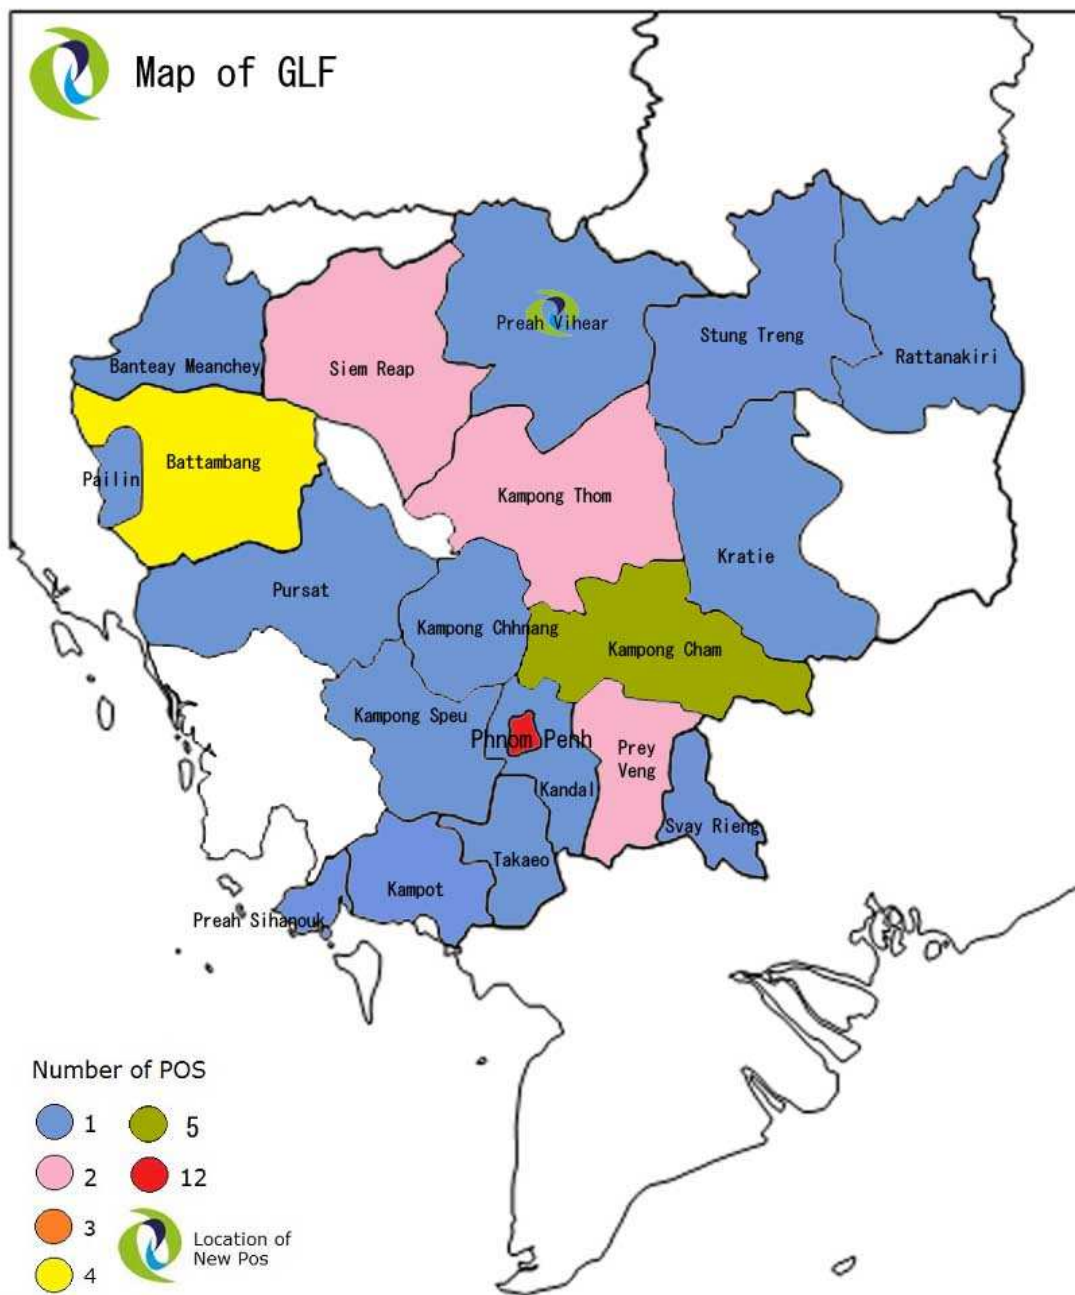 Map of GLF
Preah Vihear
Stung Treng
Rattanakiri
Banteay Meanchey
Siem Reap
Battambang
Pailin
Kampong Thom
Kratie
Pursat
Kampong Chhnang
Kampong Cham
Kampong Speu
Phnom Penh
Prey
Veng
Kandal
Svay Rieng
Takaeo
Kampot
Preah Sihanouk
Number of POS
1
5
2
12
3
Location of
New Pos
4